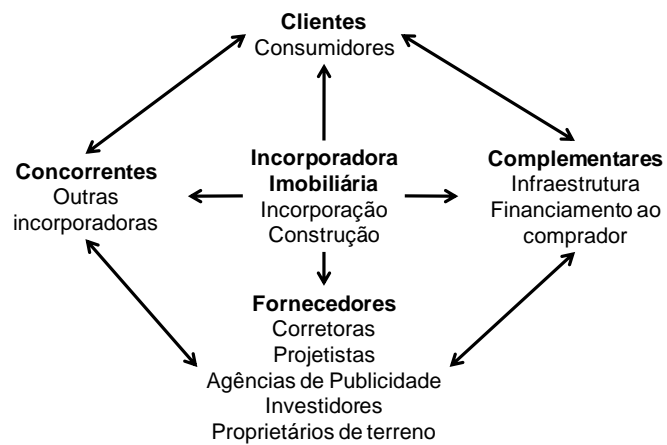 Clientes
Consumidores
Concorrentes
Outras
incorporadoras
Incorporadora
Imobiliária
Incorporação
Construção
Complementares
Infraestrutura
Financiamento ao
comprador
Fornecedores
Corretoras
Projetistas
Agências de Publicidade
Investidores
Proprietários de terreno